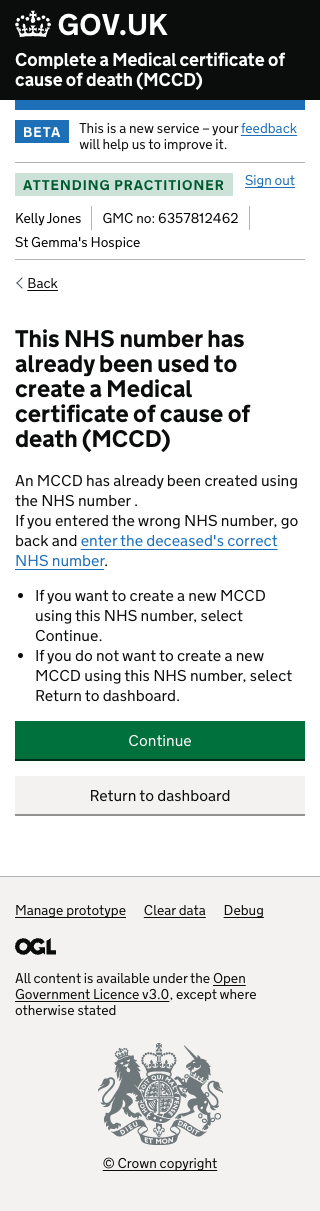 GOV.UK
Complete a Medical certificate of
cause of death (MCCD)
BETA
This is a new service – your feedback
will help us to improve it.
ATTENDING PRACTITIONER
Sign out
Kelly Jones
GMC no: 6357812462
St Gemma's Hospice
Back
This NHS number has
already been used to
create a Medical
certificate of cause of
death (MCCD)
An MCCD has already been created using
the NHS number .
If you entered the wrong NHS number, go
back and enter the deceased's correct
NHS number.
• If you want to create a new MCCD
using this NHS number, select
Continue.
• If you do not want to create a new
MCCD using this NHS number, select
Return to dashboard.
Continue
Return to dashboard
Manage prototype Clear data Debug
OGL
All content is available under the Open
Government Licence v3.0, except where
otherwise stated
DIEU ET MON DROIT
© Crown copyright